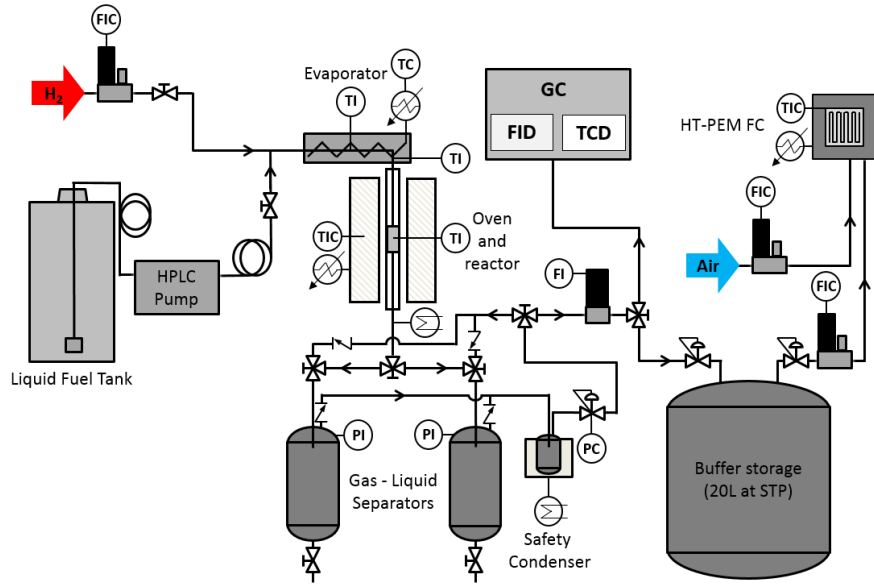 FIC
H2
Evaporator
TC
TI
TI
GC
FID
TCD
HT-PEM FC
TIC
FIC
Air
FIC
Oven
and
reactor
TIC
TI
FI
HPLC
Pump
Liquid Fuel Tank
PI
PI
PC
Gas - Liquid
Separators
Safety
Condenser
Buffer storage
(20L at STP)